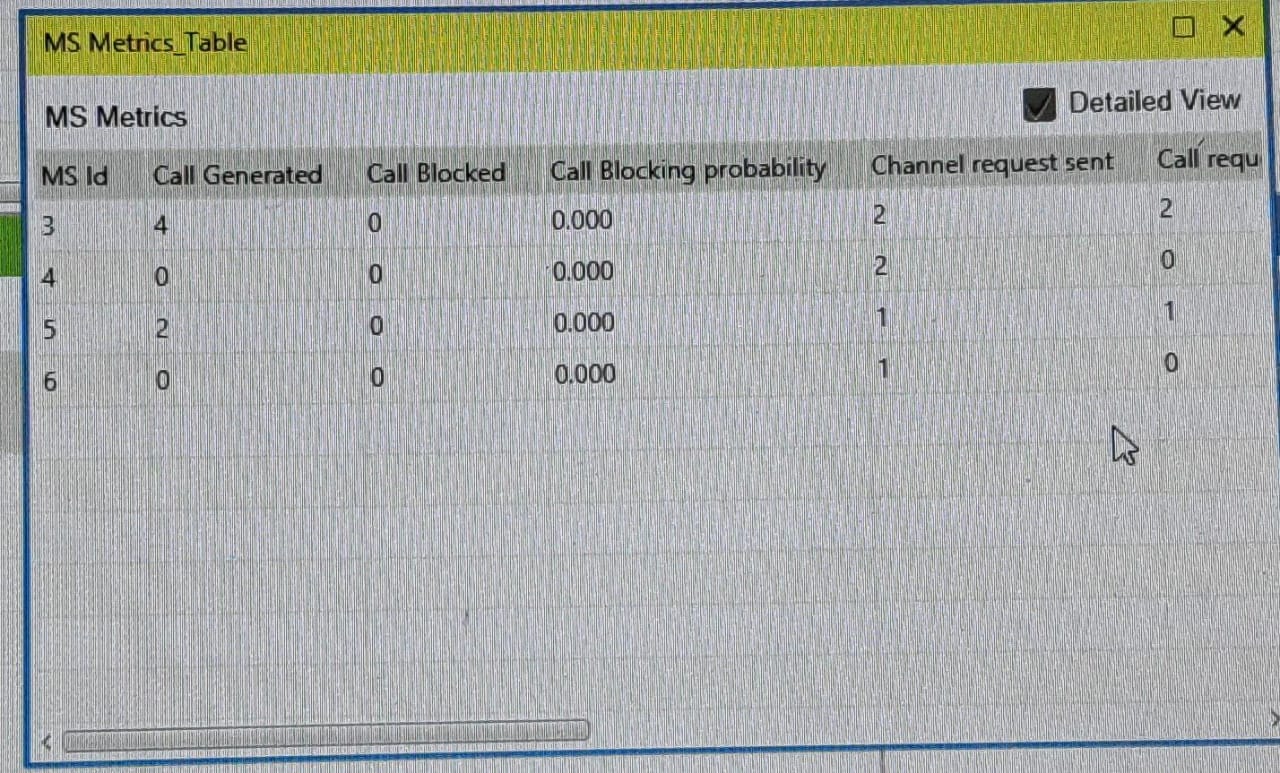 MS Metrics_Table
MS Metrics
Detailed View
MS Id Call Generated Call Blocked Call Blocking probability Channel request sent Call requ
3 4 0 0.000 2 2
4 0 0 0.000 2 0
5 2 0 0.000 1 1
6 0 0 0.000 1 0